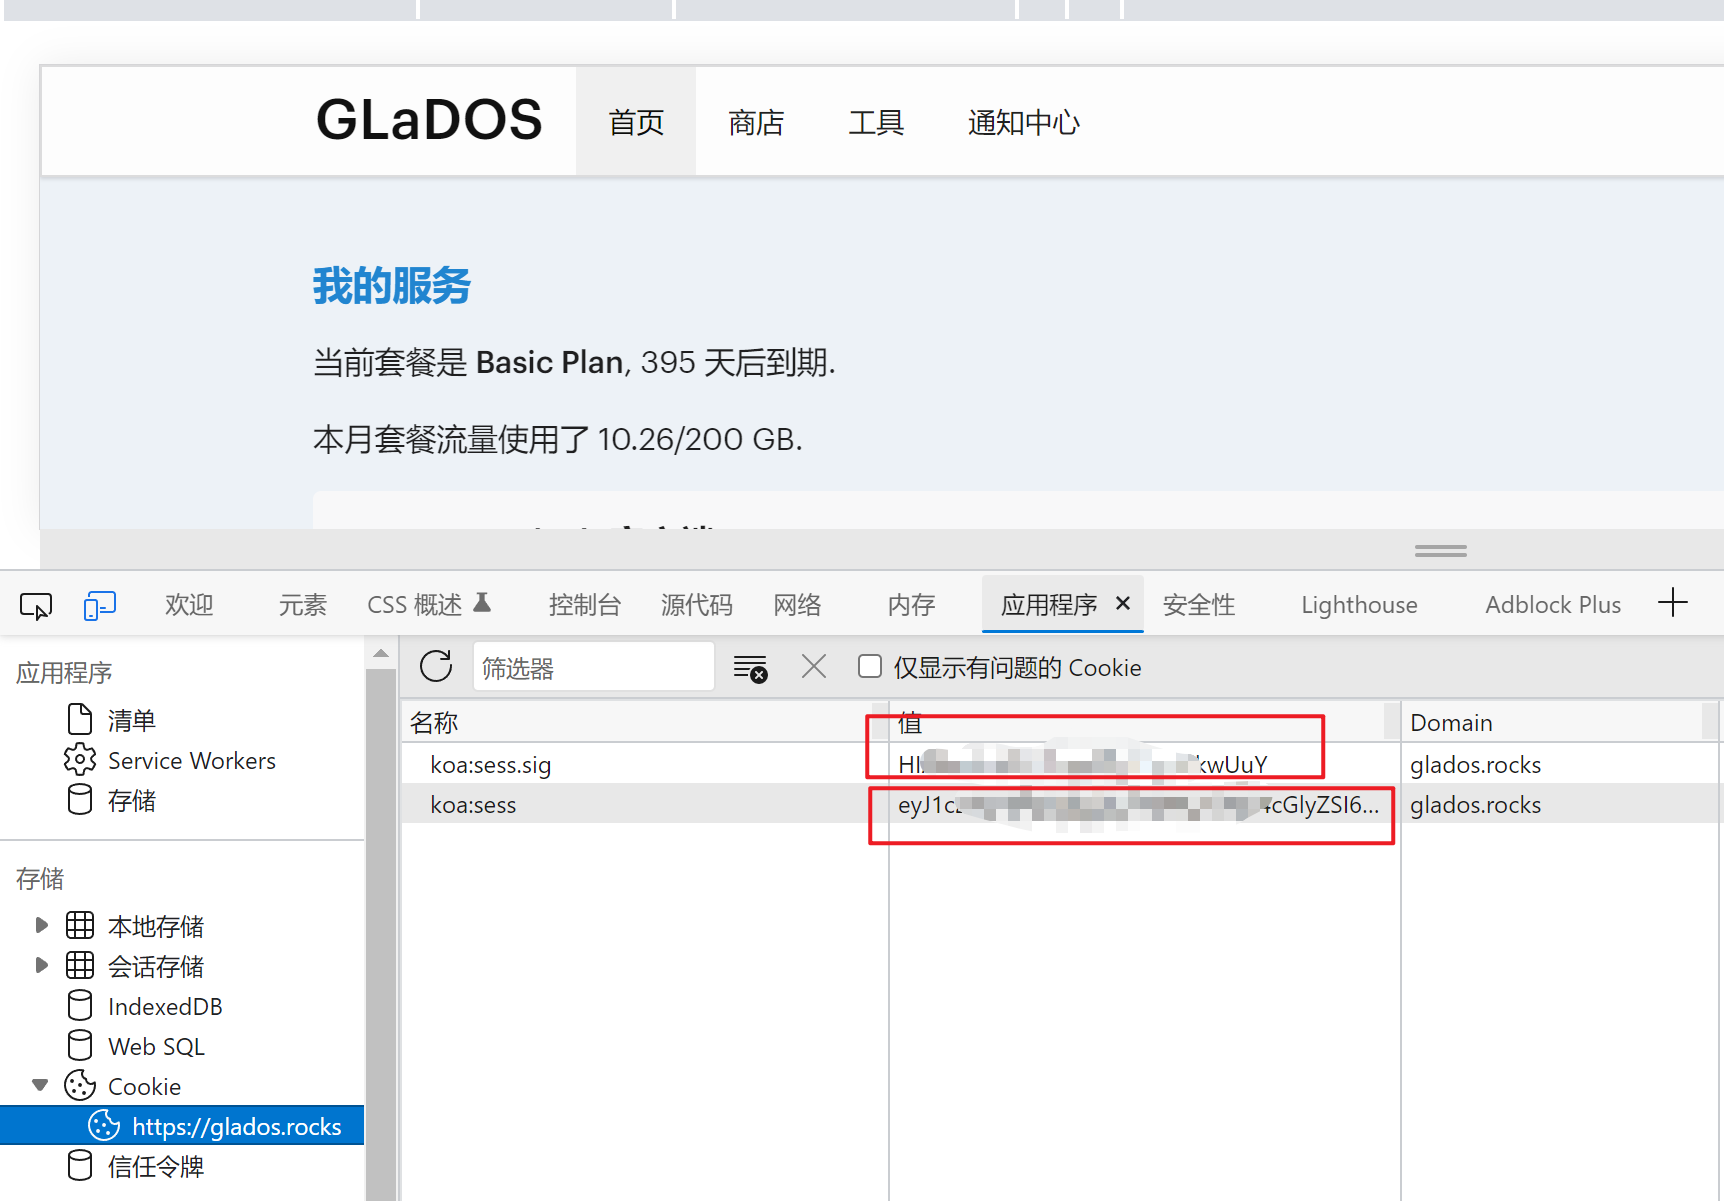 GLaDOS 首页 商店 工具 通知中心
我的服务
当前套餐是 Basic Plan, 395 天后到期.
本月套餐流量使用了 10.26/200 GB.
欢迎 元素 CSS 概述 控制台 源代码 网络 内存 应用程序 安全性 Lighthouse Adblock Plus
应用程序
清单
Service Workers
存储
存储
本地存储
会话存储
IndexedDB
Web SQL
Cookie
https://glados.rocks
信任令牌
筛选器 仅显示有问题的 Cookie
名称 值 Domain
koa:sess.sig kwUuY glados.rocks
koa:sess eyJ1c cGlyZSI6... glados.rocks